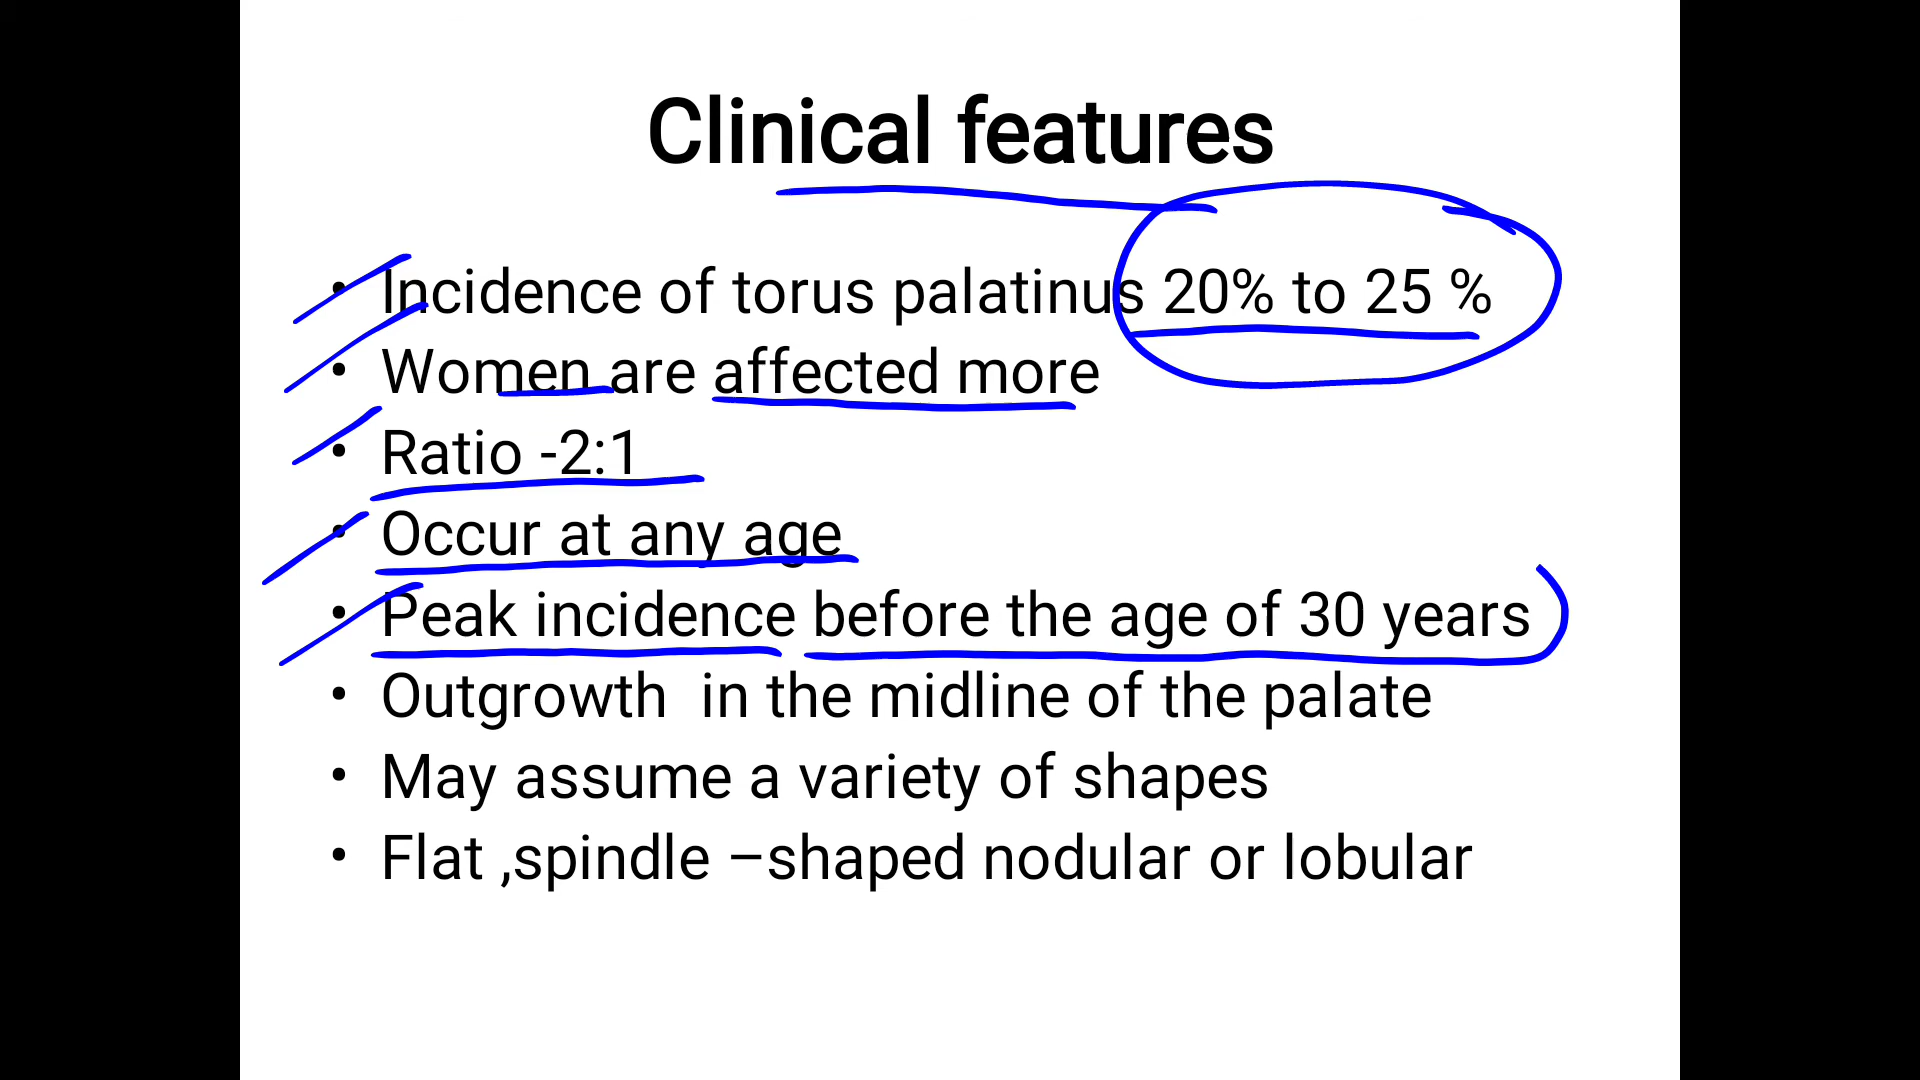 Clinical features
• Incidence of torus palatinus 20% to 25 %
• Women are affected more
• Ratio -2:1
• Occur at any age
• Peak incidence before the age of 30 years
• Outgrowth  in the midline of the palate
• May assume a variety of shapes
• Flat ,spindle –shaped nodular or lobular